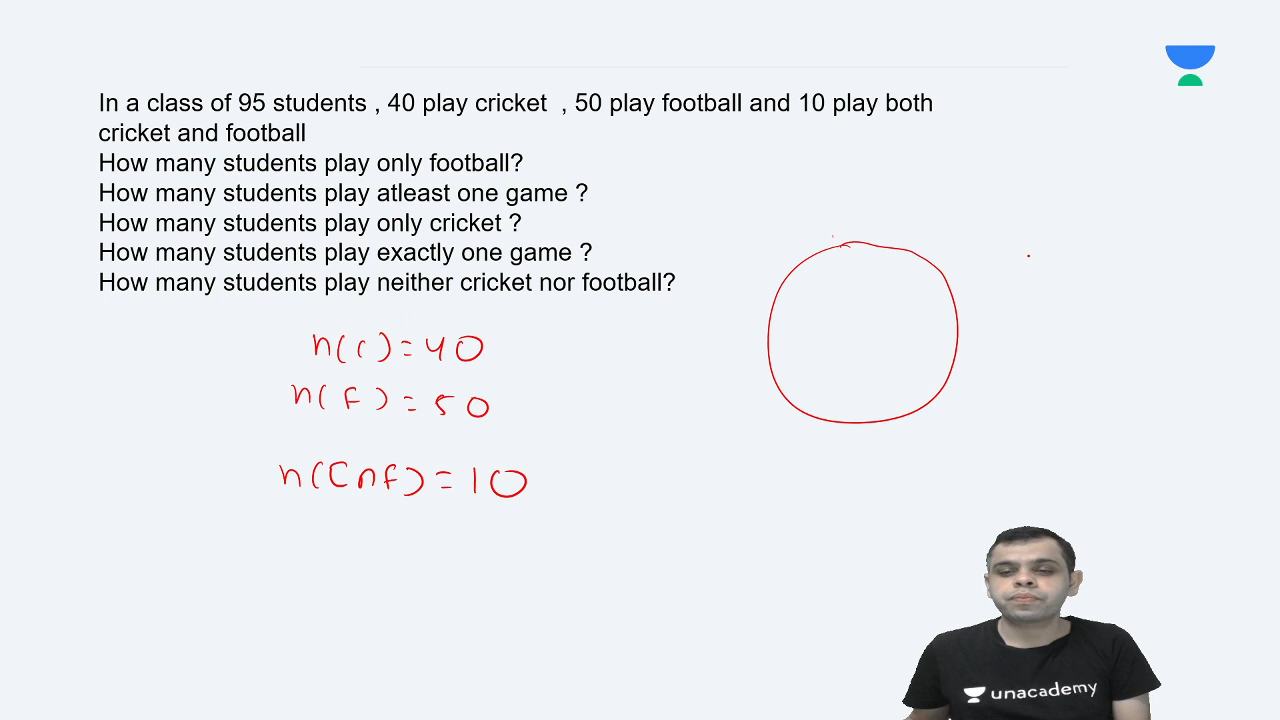 In a class of 95 students , 40 play cricket , 50 play football and 10 play both
cricket and football
How many students play only football?
How many students play atleast one game ?
How many students play only cricket ?
How many students play exactly one game ?
How many students play neither cricket nor football?
n(c)=40
n(F)=50
n(C∩F)=10
unacademy